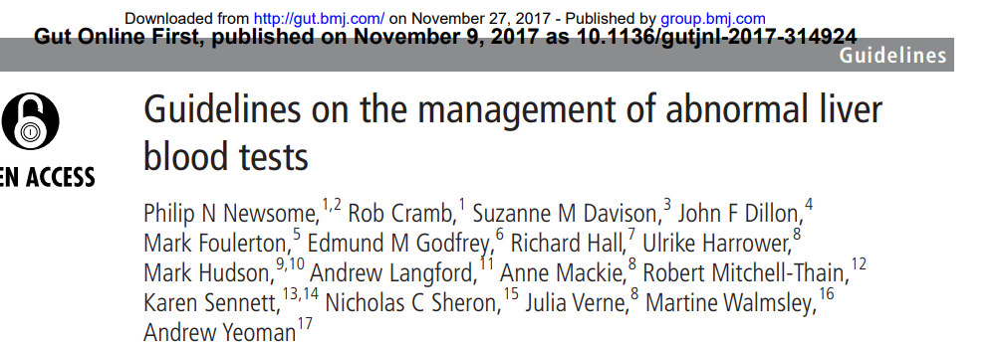 Downloaded from http://gut.bmj.com/ on November 27, 2017 - Published by group.bmj.com
Gut Online First, published on November 9, 2017 as 10.1136/gutjnl-2017-314924
Guidelines
EN ACCESS
Guidelines on the management of abnormal liver
blood tests
Philip N Newsome,1,2 Rob Cramb,1 Suzanne M Davison,3 John F Dillon,4
Mark Foulerton,5 Edmund M Godfrey,6 Richard Hall,7 Ulrike Harrower,8
Mark Hudson,9,10 Andrew Langford,11 Anne Mackie,8 Robert Mitchell-Thain,12
Karen Sennett,13,14 Nicholas C Sheron,15 Julia Verne,8 Martine Walmsley,16
Andrew Yeoman17